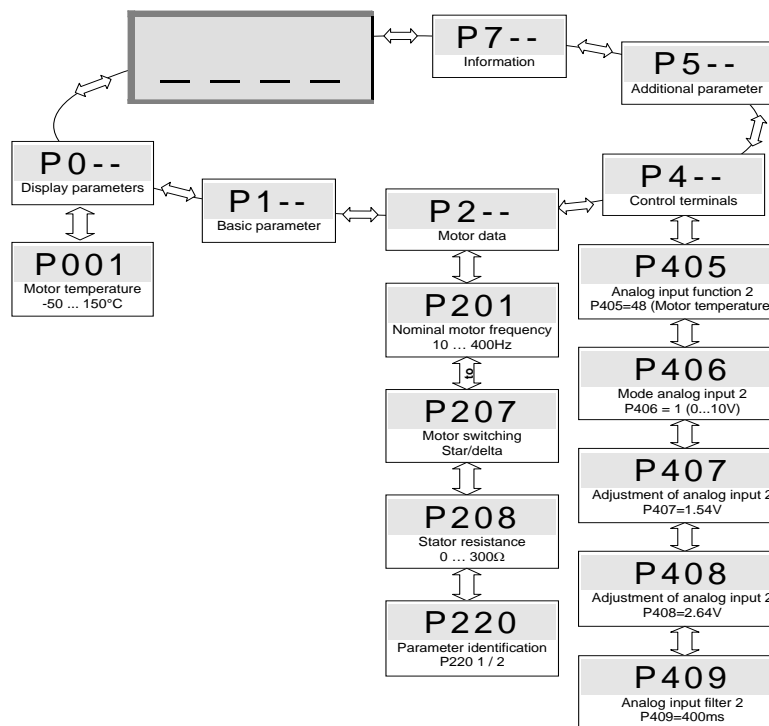 P7--
Information
P5--
Additional parameter
P0--
Display parameters
P1--
Basic parameter
P2--
Motor data
P4--
Control terminals
P001
Motor temperature
-50 ... 150°C
P201
Nominal motor frequency
10 ... 400Hz
to
P207
Motor switching
Star/delta
P208
Stator resistance
0 ... 300Ω
P220
Parameter identification
P220 1 / 2
P405
Analog input function 2
P405=48 (Motor temperature
P406
Mode analog input 2
P406 = 1 (0...10V)
P407
Adjustment of analog input 2
P407=1.54V
P408
Adjustment of analog input 2
P408=2.64V
P409
Analog input filter 2
P409=400ms